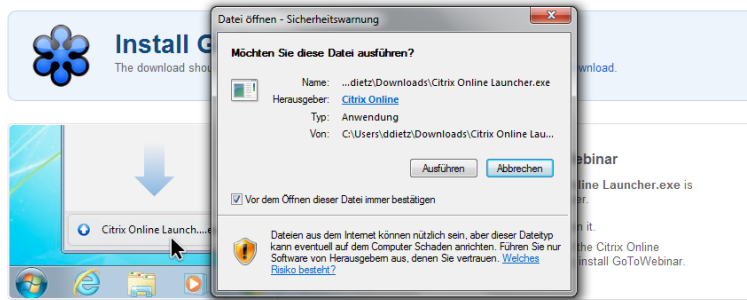 Datei öffnen - Sicherheitswarnung
Install G
The download shou
wnload.
Möchten Sie diese Datei ausführen?
Name: ...dietz\Downloads\Citrix Online Launcher.exe
Herausgeber: Citrix Online
Typ: Anwendung
Von: C:\Users\ddietz\Downloads\Citrix Online Lau...
Ausführen Abbrechen
Vor dem Öffnen dieser Datei immer bestätigen
Dateien aus dem Internet können nützlich sein, aber dieser Dateityp
kann eventuell auf dem Computer Schaden anrichten. Führen Sie nur
Software von Herausgebern aus, denen Sie vertrauen. Welches
Risiko besteht?
Citrix Online Launch....e
ebinar
line Launcher.exe is
er.
n it.
the Citrix Online
install GoToWebinar.